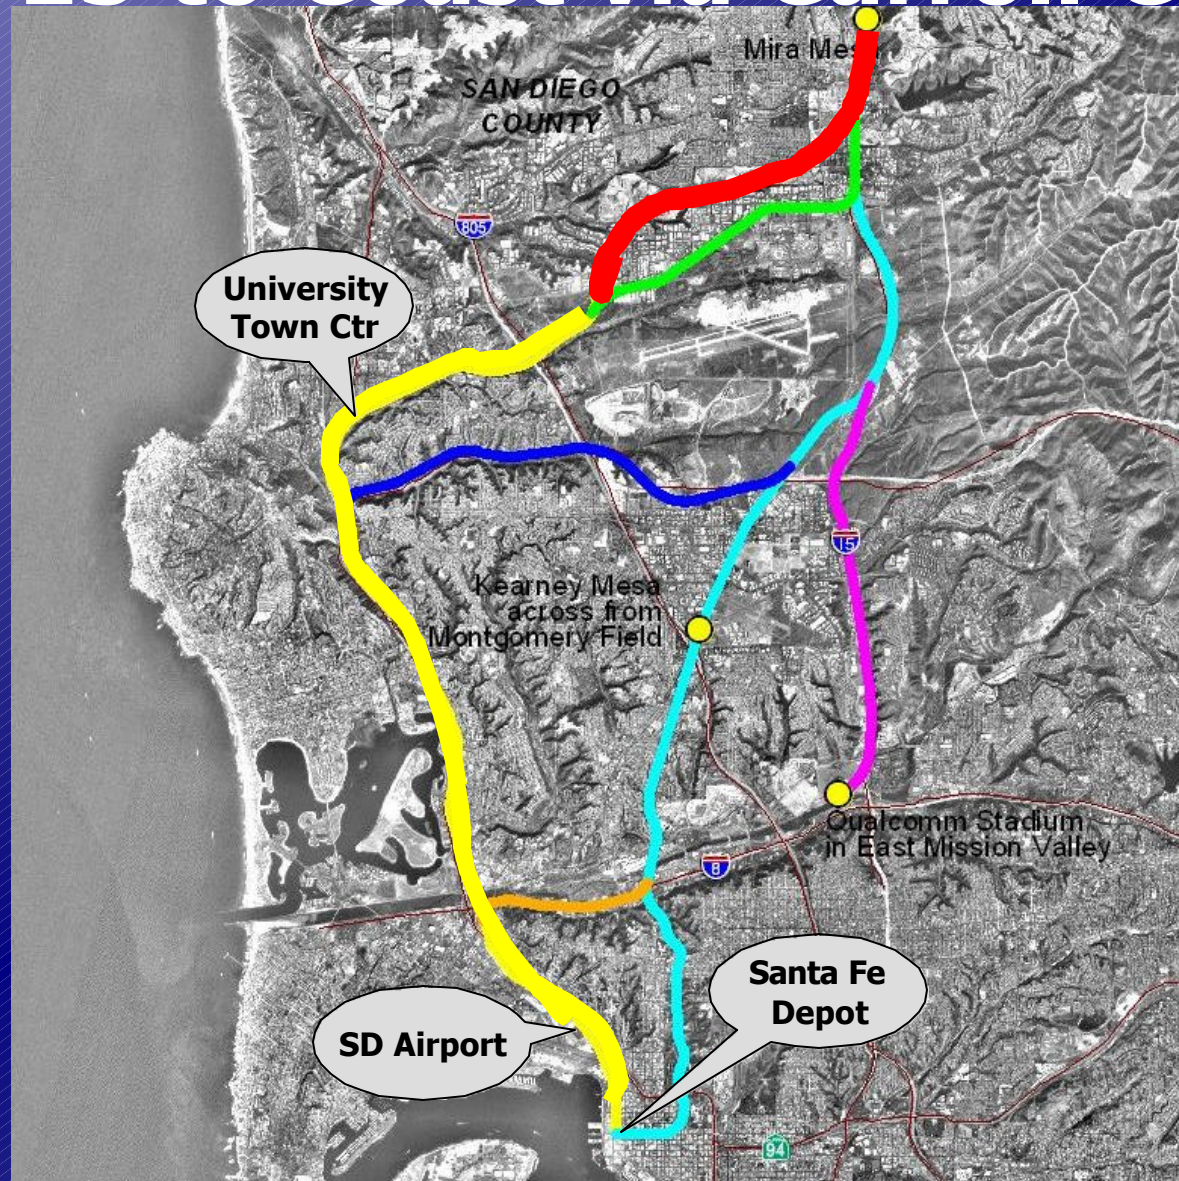 Mira Mesa
SAN DIEGO
COUNTY
805
University
Town Ctr
15
Kearney Mesa
across from
Montgomery Field
Qualcomm Stadium
in East Mission Valley
8
Santa Fe
Depot
SD Airport
94